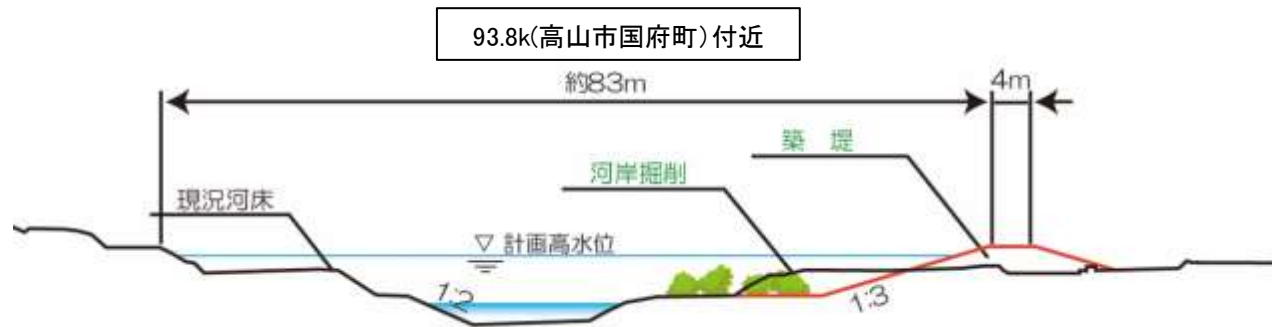 93.8k(高山市国府町)付近
約83m
4m
築 堤
河岸掘削
現況河床
▽ 計画高水位
1:2
1:3